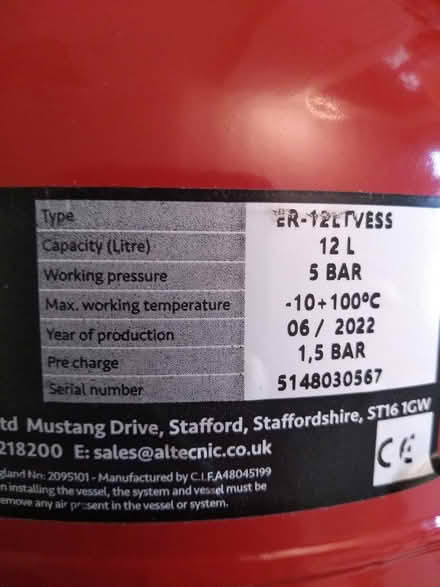 Type ER-12LTVESS
Capacity (Litre) 12 L
Working pressure 5 BAR
Max. working temperature -10+100ºC
Year of production 06 / 2022
Pre charge 1,5 BAR
Serial number 5148030567
td Mustang Drive, Stafford, Staffordshire, ST16 1GW
218200 E: sales@altecnic.co.uk
gland No: 2095101 - Manufactured by C.I.F.A48045199
n installing the vessel, the system and vessel must be
emove any air present in the vessel or system.
CE